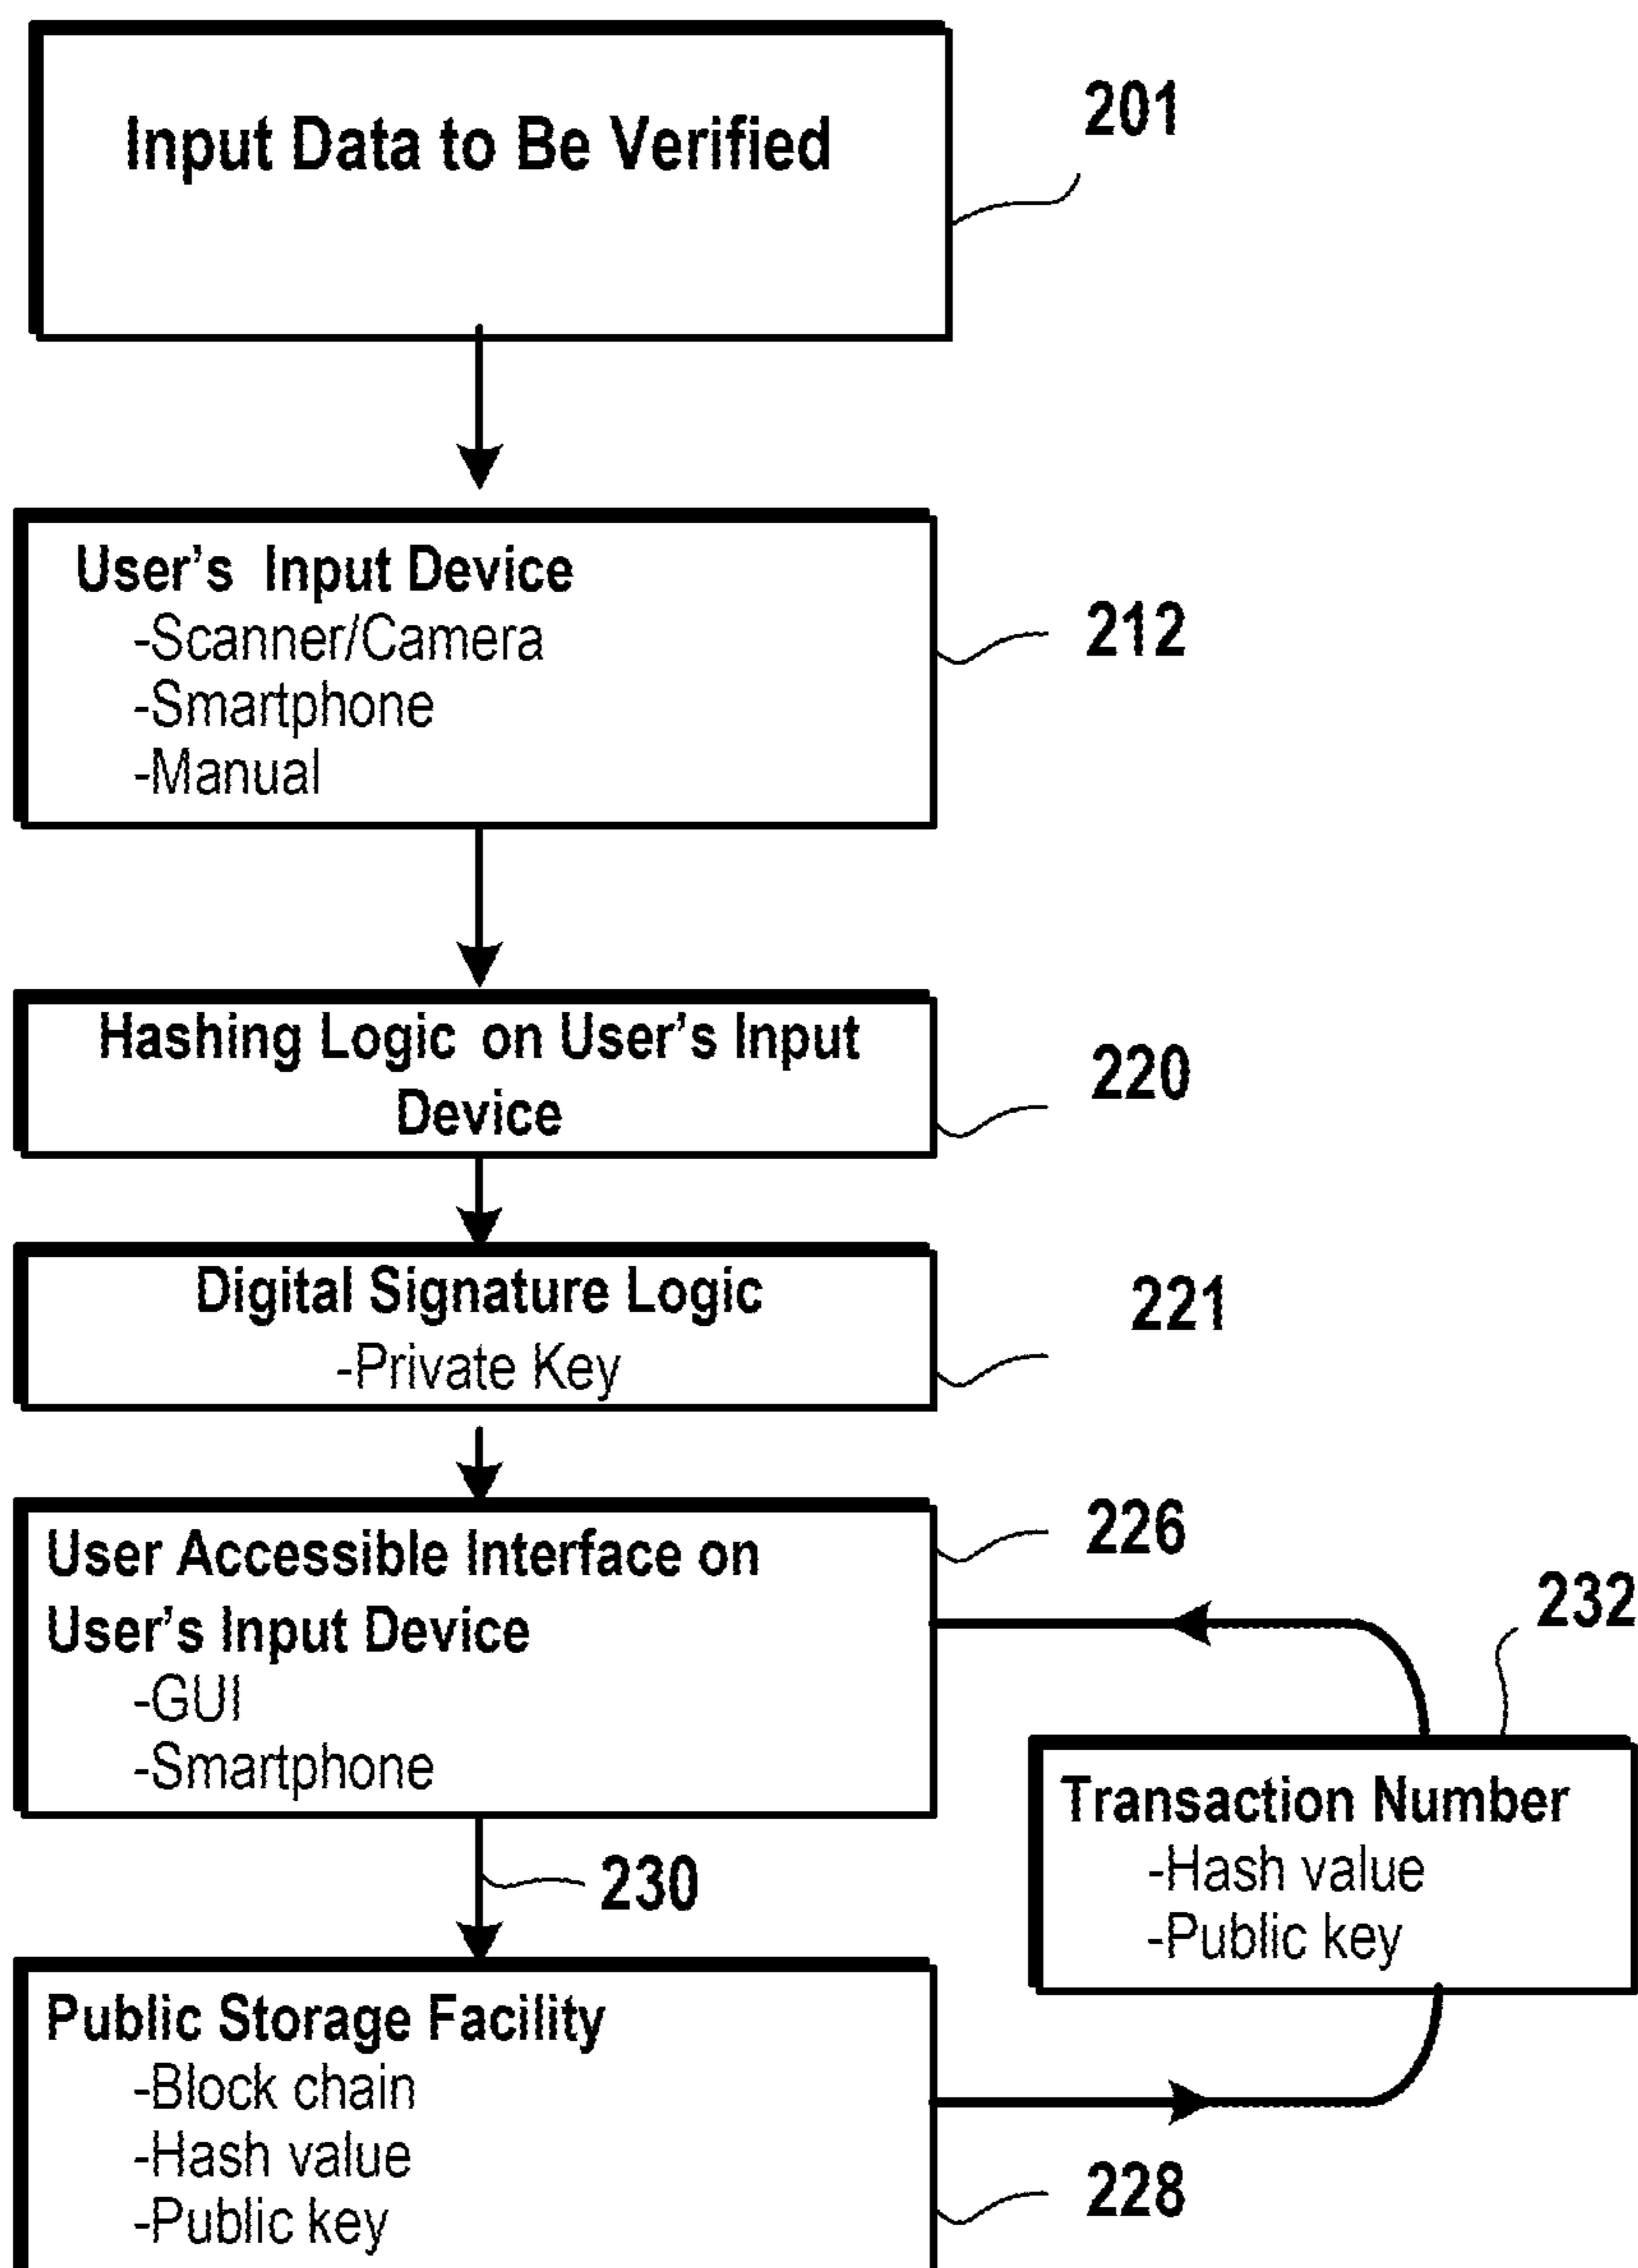 Input Data to Be Verified
201
User's Input Device
-Scanner/Camera
-Smartphone
-Manual
212
Hashing Logic on User's Input
Device
220
Digital Signature Logic
-Private Key
221
User Accessible Interface on
User's Input Device
-GUI
-Smartphone
226
232
Transaction Number
-Hash value
-Public key
230
Public Storage Facility
-Block chain
-Hash value
-Public key
228